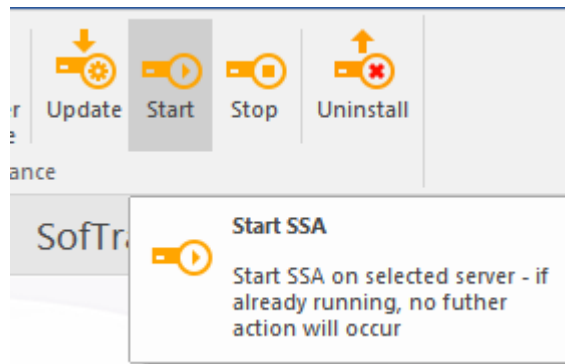 Update Start Stop Uninstall
SofTr
Start SSA
Start SSA on selected server - if
already running, no futher
action will occur